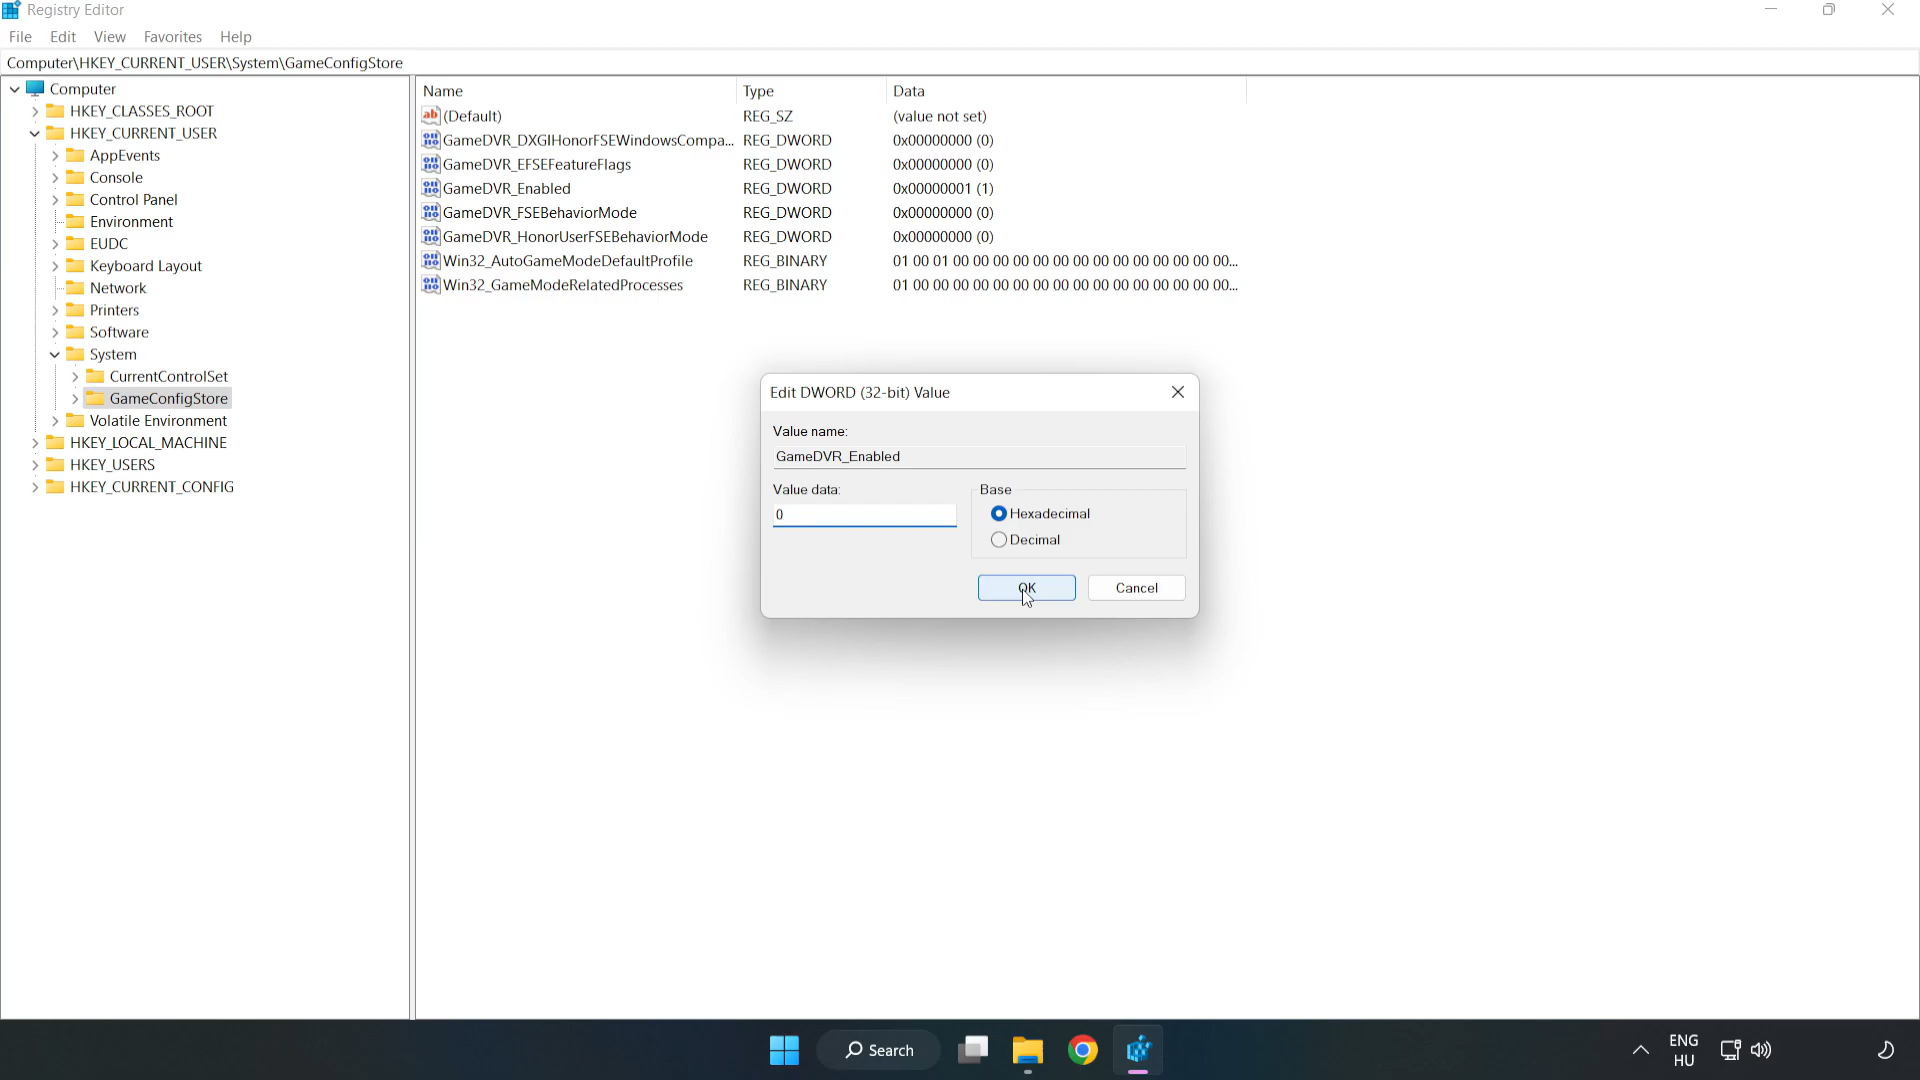 Registry Editor
File Edit View Favorites Help
Computer\HKEY_CURRENT_USER\System\GameConfigStore
Computer
HKEY_CLASSES_ROOT
HKEY_CURRENT_USER
AppEvents
Console
Control Panel
Environment
EUDC
Keyboard Layout
Network
Printers
Software
System
CurrentControlSet
GameConfigStore
Volatile Environment
HKEY_LOCAL_MACHINE
HKEY_USERS
HKEY_CURRENT_CONFIG
Name Type Data
(Default) REG_SZ (value not set)
GameDVR_DXGIHonorFSEWindowsCompa... REG_DWORD 0x00000000 (0)
GameDVR_EFSEFeatureFlags REG_DWORD 0x00000000 (0)
GameDVR_Enabled REG_DWORD 0x00000001 (1)
GameDVR_FSEBehaviorMode REG_DWORD 0x00000000 (0)
GameDVR_HonorUserFSEBehaviorMode REG_DWORD 0x00000000 (0)
Win32_AutoGameModeDefaultProfile REG_BINARY 01 00 01 00 00 00 00 00 00 00 00 00 00 00 00 00 00...
Win32_GameModeRelatedProcesses REG_BINARY 01 00 00 00 00 00 00 00 00 00 00 00 00 00 00 00 00...
Edit DWORD (32-bit) Value
Value name:
GameDVR_Enabled
Value data:
0
Base
Hexadecimal
Decimal
OK Cancel
Search
ENG
HU